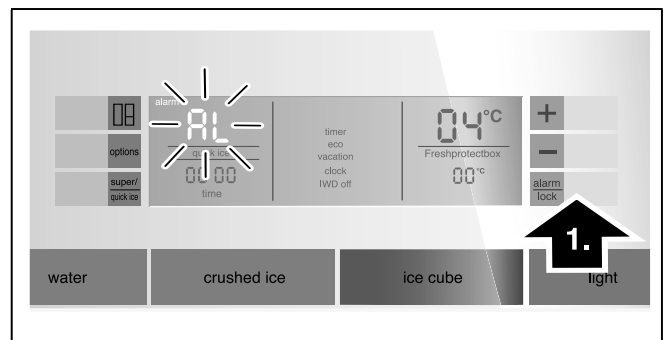 alarm
AL
quick ice
00 00
time
options
super/
quick ice
timer
eco
vacation
clock
IWD off
04°C
Freshprotectbox
00°C
+
−
alarm
lock
1.
water
crushed ice
ice cube
light